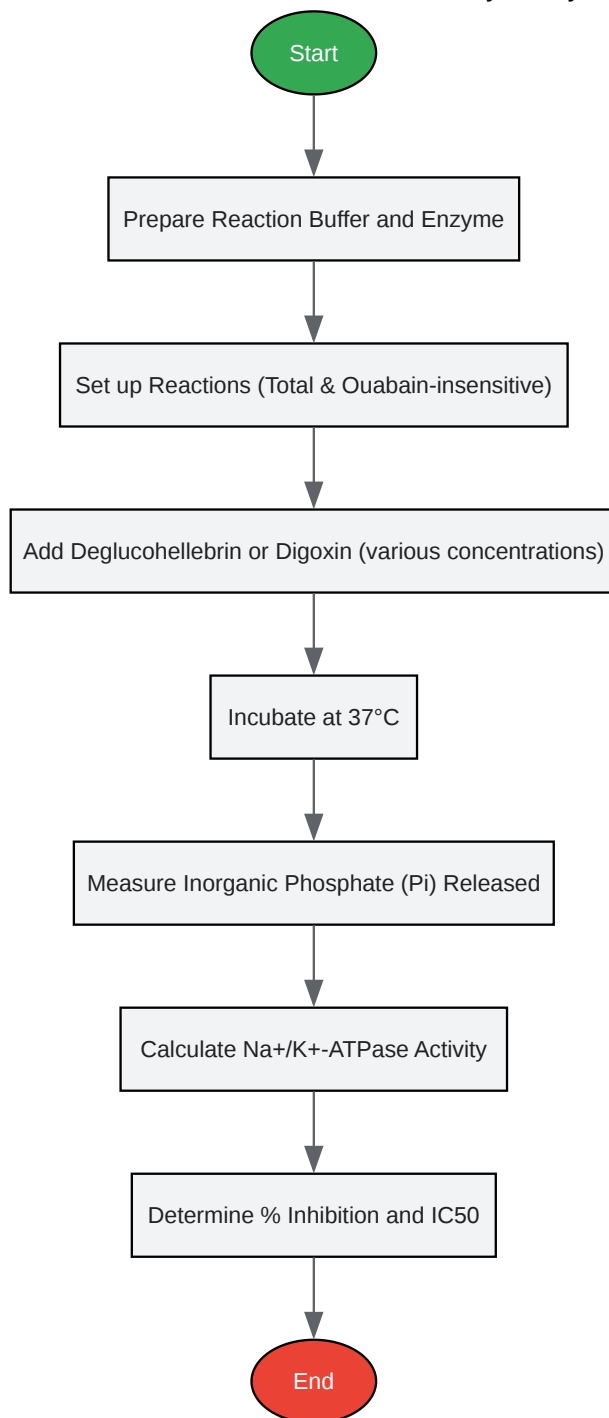 Start
Prepare Reaction Buffer and Enzyme
Set up Reactions (Total & Ouabain-insensitive)
Add Deglucohellebrin or Digoxin (various concentrations)
Incubate at 37°C
Measure Inorganic Phosphate (Pi) Released
Calculate Na+/K+-ATPase Activity
Determine % Inhibition and IC50
End